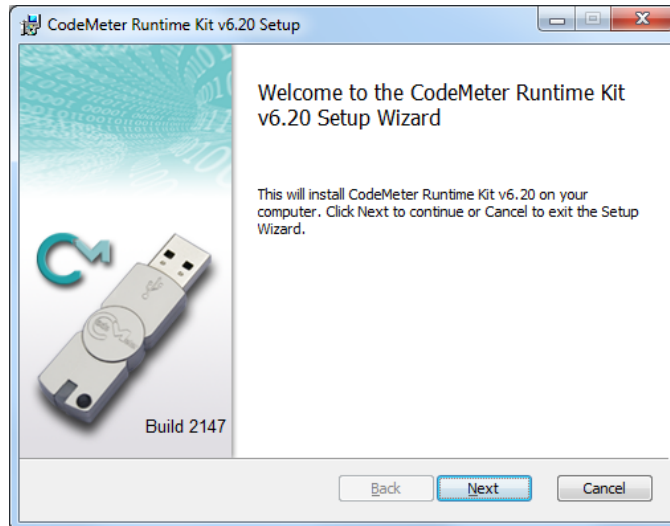 CodeMeter Runtime Kit v6.20 Setup
Welcome to the CodeMeter Runtime Kit
v6.20 Setup Wizard
This will install CodeMeter Runtime Kit v6.20 on your
computer. Click Next to continue or Cancel to exit the Setup
Wizard.
CM
Build 2147
Back
Next
Cancel